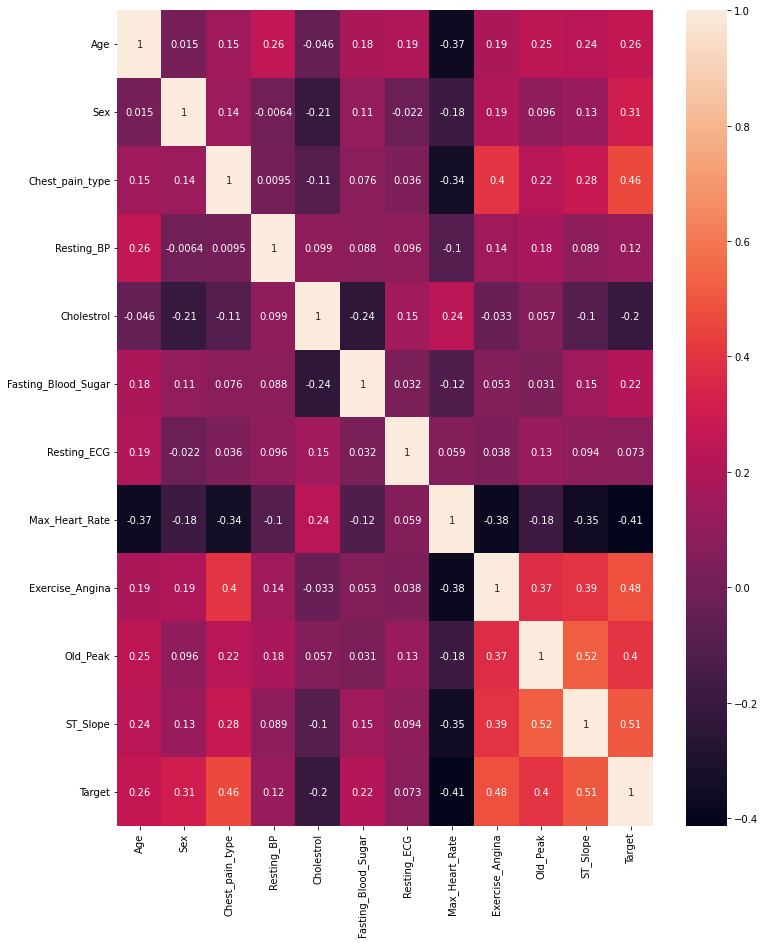 Age 1 0.015 0.15 0.26 -0.046 0.18 0.19 -0.37 0.19 0.25 0.24 0.26
Sex 0.015 1 0.14 -0.0064 -0.21 0.11 -0.022 -0.18 0.19 0.096 0.13 0.31
Chest_pain_type 0.15 0.14 1 0.0095 -0.11 0.076 0.036 -0.34 0.4 0.22 0.28 0.46
Resting_BP 0.26 -0.0064 0.0095 1 0.099 0.088 0.096 -0.1 0.14 0.18 0.089 0.12
Cholestrol -0.046 -0.21 -0.11 0.099 1 -0.24 0.15 0.24 -0.033 0.057 -0.1 -0.2
Fasting_Blood_Sugar 0.18 0.11 0.076 0.088 -0.24 1 0.032 -0.12 0.053 0.031 0.15 0.22
Resting_ECG 0.19 -0.022 0.036 0.096 0.15 0.032 1 0.059 0.038 0.13 0.094 0.073
Max_Heart_Rate -0.37 -0.18 -0.34 -0.1 0.24 -0.12 0.059 1 -0.38 -0.18 -0.35 -0.41
Exercise_Angina 0.19 0.19 0.4 0.14 -0.033 0.053 0.038 -0.38 1 0.37 0.39 0.48
Old_Peak 0.25 0.096 0.22 0.18 0.057 0.031 0.13 -0.18 0.37 1 0.52 0.4
ST_Slope 0.24 0.13 0.28 0.089 -0.1 0.15 0.094 -0.35 0.39 0.52 1 0.51
Target 0.26 0.31 0.46 0.12 -0.2 0.22 0.073 -0.41 0.48 0.4 0.51 1
Age
Sex
Chest_pain_type
Resting_BP
Cholestrol
Fasting_Blood_Sugar
Resting_ECG
Max_Heart_Rate
Exercise_Angina
Old_Peak
ST_Slope
Target
1.0
0.8
0.6
0.4
0.2
0.0
−0.2
−0.4